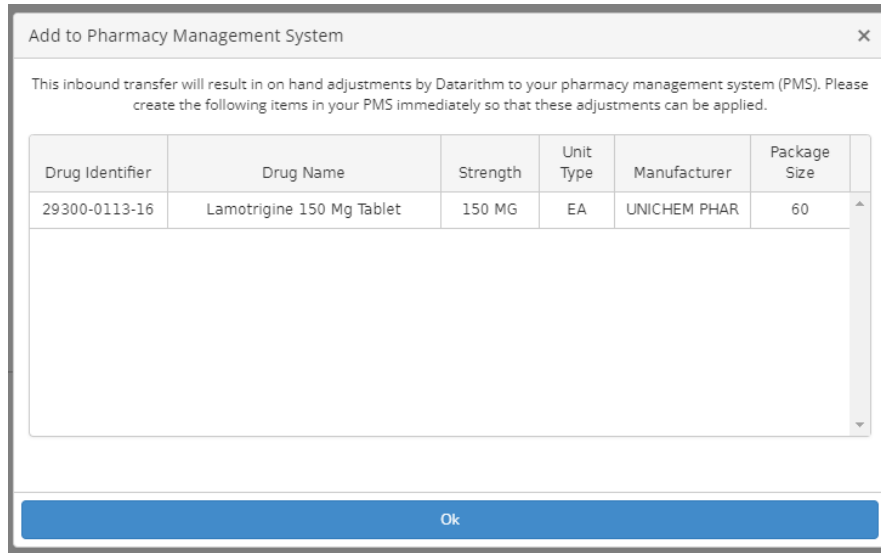 Add to Pharmacy Management System ×
This inbound transfer will result in on hand adjustments by Datarithm to your pharmacy management system (PMS). Please
create the following items in your PMS immediately so that these adjustments can be applied.
Drug Identifier Drug Name Strength Unit Type Manufacturer Package Size
29300-0113-16 Lamotrigine 150 Mg Tablet 150 MG EA UNICHEM PHAR 60
Ok